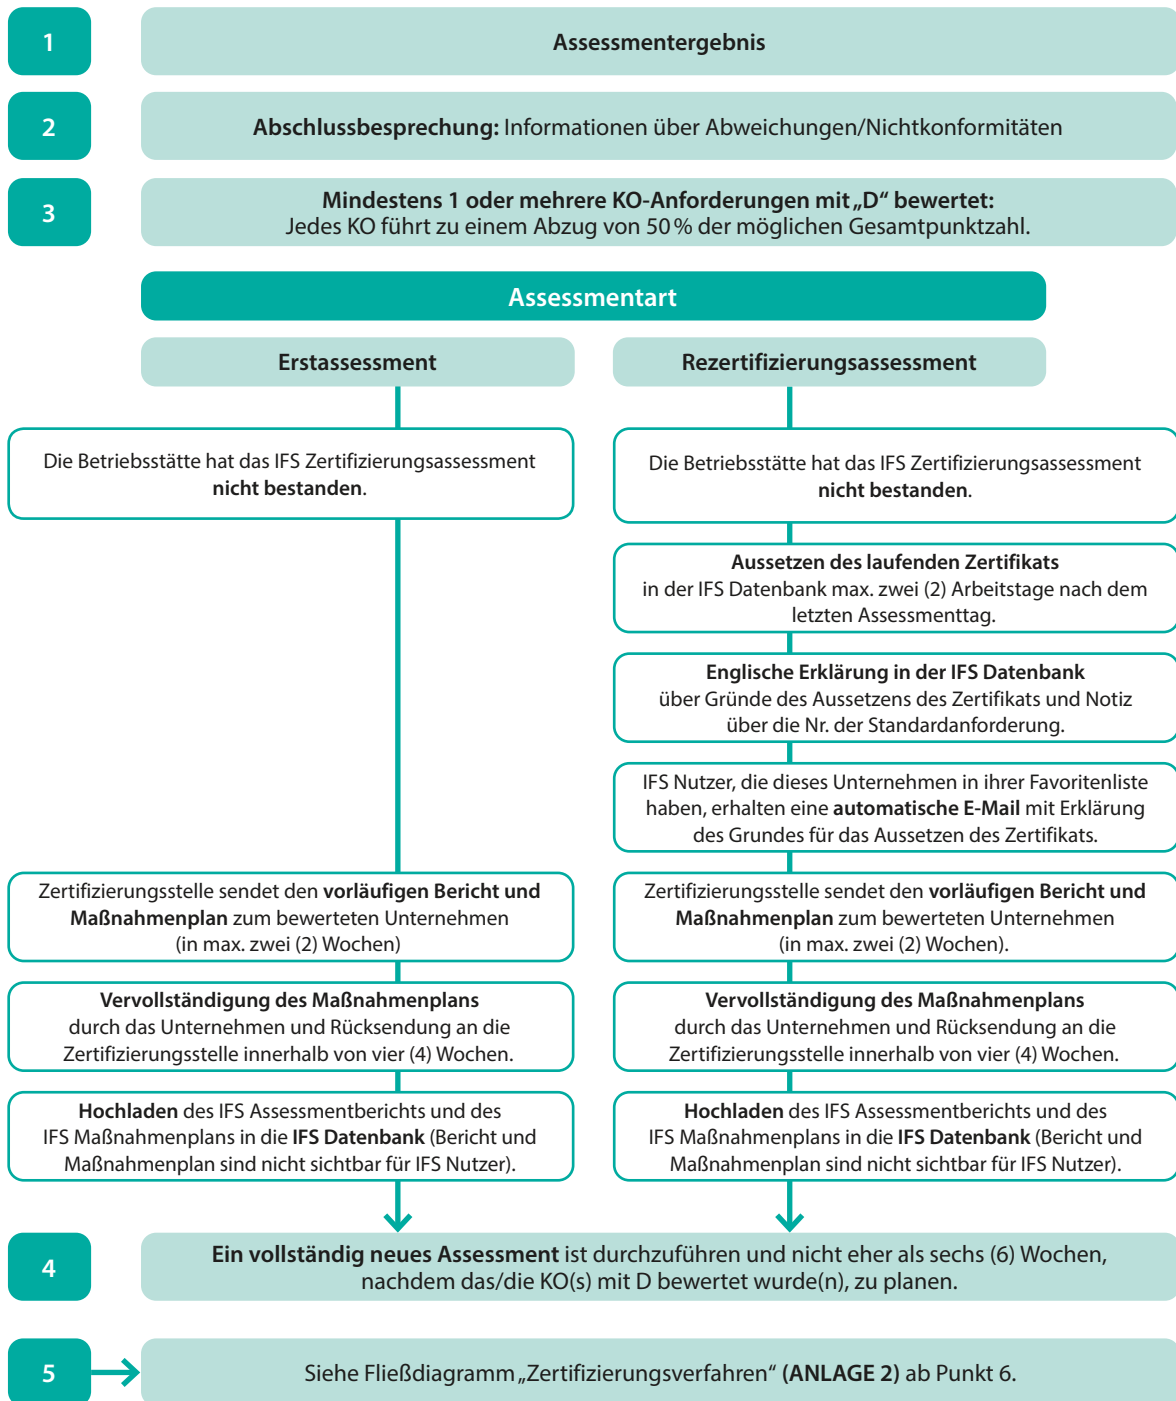 1
Assessmentergebnis
2
Abschlussbesprechung: Informationen über Abweichungen/Nichtkonformitäten
3
Mindestens 1 oder mehrere KO-Anforderungen mit „D“ bewertet:
Jedes KO führt zu einem Abzug von 50 % der möglichen Gesamtpunktzahl.
Assessmentart
Erstassessment
Die Betriebsstätte hat das IFS Zertifizierungsassessment
nicht bestanden.
Zertifizierungsstelle sendet den vorläufigen Bericht und
Maßnahmenplan zum bewerteten Unternehmen
(in max. zwei (2) Wochen)
Vervollständigung des Maßnahmenplans
durch das Unternehmen und Rücksendung an die
Zertifizierungsstelle innerhalb von vier (4) Wochen.
Hochladen des IFS Assessmentberichts und des
IFS Maßnahmenplans in die IFS Datenbank (Bericht und
Maßnahmenplan sind nicht sichtbar für IFS Nutzer).
Rezertifizierungsassessment
Die Betriebsstätte hat das IFS Zertifizierungsassessment
nicht bestanden.
Aussetzen des laufenden Zertifikats
in der IFS Datenbank max. zwei (2) Arbeitstage nach dem
letzten Assessmenttag.
Englische Erklärung in der IFS Datenbank
über Gründe des Aussetzens des Zertifikats und Notiz
über die Nr. der Standardanforderung.
IFS Nutzer, die dieses Unternehmen in ihrer Favoritenliste
haben, erhalten eine automatische E-Mail mit Erklärung
des Grundes für das Aussetzen des Zertifikats.
Zertifizierungsstelle sendet den vorläufigen Bericht und
Maßnahmenplan zum bewerteten Unternehmen
(in max. zwei (2) Wochen).
Vervollständigung des Maßnahmenplans
durch das Unternehmen und Rücksendung an die
Zertifizierungsstelle innerhalb von vier (4) Wochen.
Hochladen des IFS Assessmentberichts und des
IFS Maßnahmenplans in die IFS Datenbank (Bericht und
Maßnahmenplan sind nicht sichtbar für IFS Nutzer).
4
Ein vollständig neues Assessment ist durchzuführen und nicht eher als sechs (6) Wochen,
nachdem das/die KO(s) mit D bewertet wurde(n), zu planen.
5
Siehe Fließdiagramm „Zertifizierungsverfahren“ (ANLAGE 2) ab Punkt 6.